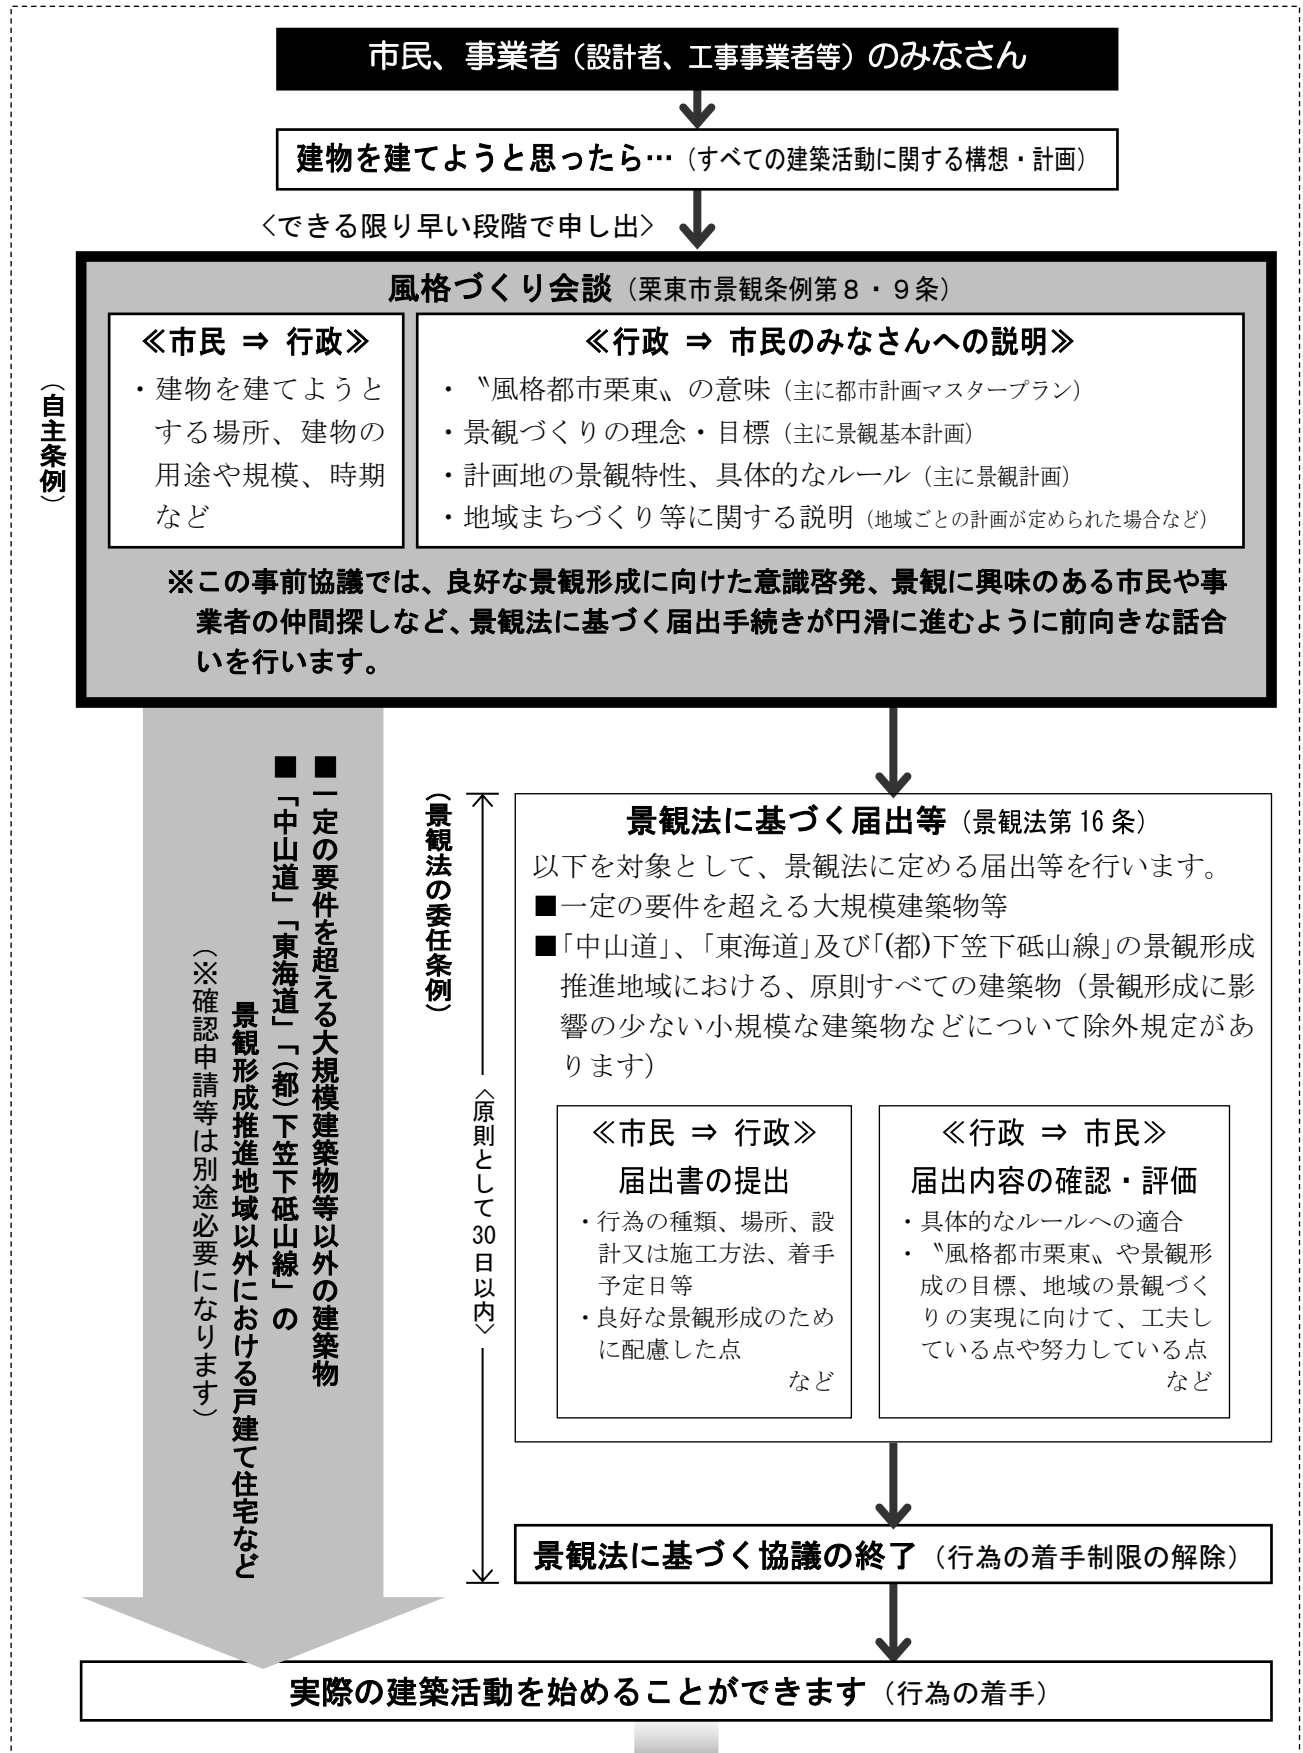 市民、事業者（設計者、工事事業者等）のみなさん
建物を建てようと思ったら…（すべての建築活動に関する構想・計画）
＜できる限り早い段階で申し出＞
（自主条例）
風格づくり会談（栗東市景観条例第８・９条）
≪市民 ⇒ 行政≫
・建物を建てようと
する場所、建物の
用途や規模、時期
など
≪行政 ⇒ 市民のみなさんへの説明≫
・〝風格都市栗東〟の意味（主に都市計画マスタープラン）
・景観づくりの理念・目標（主に景観基本計画）
・計画地の景観特性、具体的なルール（主に景観計画）
・地域まちづくり等に関する説明（地域ごとの計画が定められた場合など）
※この事前協議では、良好な景観形成に向けた意識啓発、景観に興味のある市民や事
業者の仲間探しなど、景観法に基づく届出手続きが円滑に進むように前向きな話合
いを行います。
■一定の要件を超える大規模建築物等以外の建築物
■「中山道」「東海道」「（都）下笠下砥山線」の
景観形成推進地域以外における戸建て住宅など
（※確認申請等は別途必要になります）
（景観法の委任条例）
＜原則として30日以内＞
景観法に基づく届出等（景観法第 16 条）
以下を対象として、景観法に定める届出等を行います。
■一定の要件を超える大規模建築物等
■「中山道」、「東海道」及び「(都)下笠下砥山線」の景観形成
推進地域における、原則すべての建築物（景観形成に影
響の少ない小規模な建築物などについて除外規定があ
ります）
≪市民 ⇒ 行政≫
届出書の提出
・行為の種類、場所、設
計又は施工方法、着手
予定日等
・良好な景観形成のため
に配慮した点
など
≪行政 ⇒ 市民≫
届出内容の確認・評価
・具体的なルールへの適合
・〝風格都市栗東〟や景観形
成の目標、地域の景観づく
りの実現に向けて、工夫し
ている点や努力している点
など
景観法に基づく協議の終了（行為の着手制限の解除）
実際の建築活動を始めることができます（行為の着手）